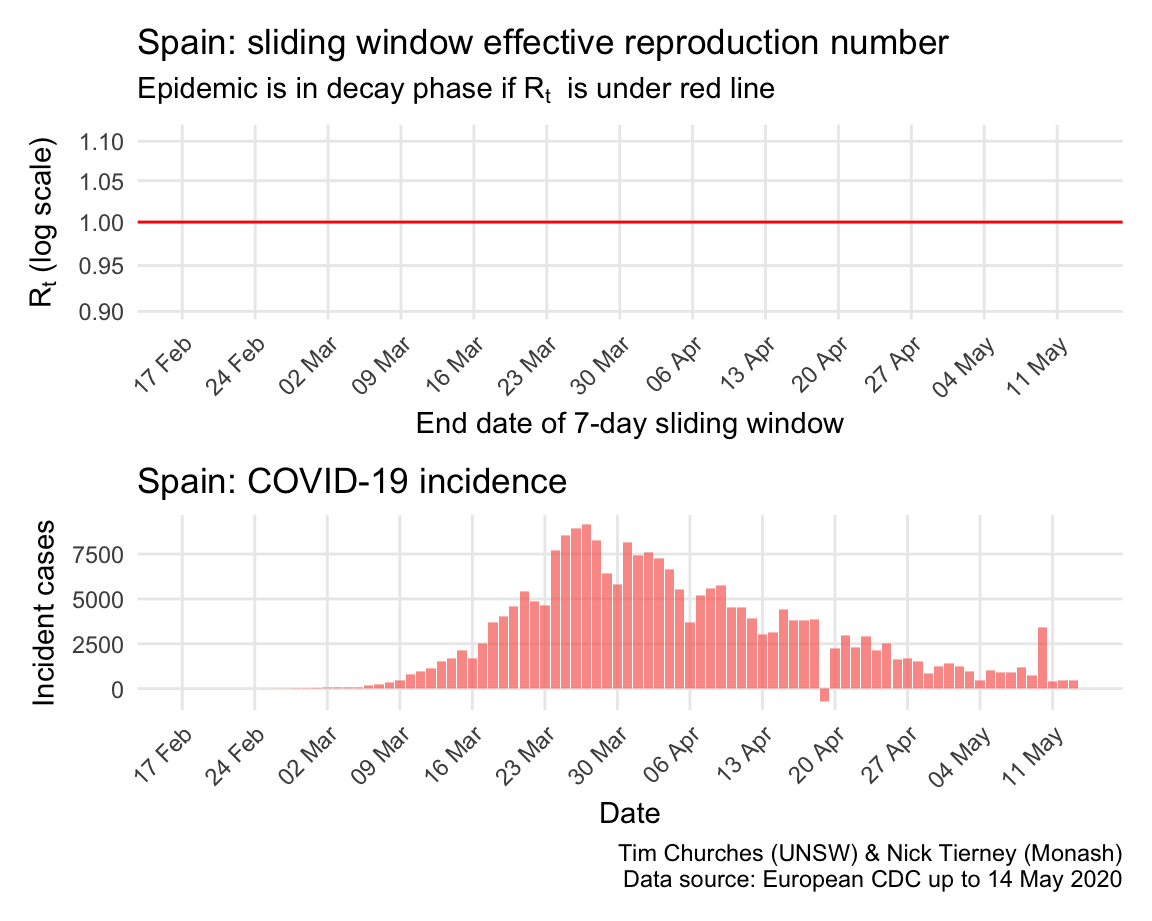 Spain: sliding window effective reproduction number
Epidemic is in decay phase if Rt is under red line
Rt (log scale)
1.10
1.05
1.00
0.95
0.90
17 Feb
24 Feb
02 Mar
09 Mar
16 Mar
23 Mar
30 Mar
06 Apr
13 Apr
20 Apr
27 Apr
04 May
11 May
End date of 7-day sliding window
Spain: COVID-19 incidence
Incident cases
7500
5000
2500
0
17 Feb
24 Feb
02 Mar
09 Mar
16 Mar
23 Mar
30 Mar
06 Apr
13 Apr
20 Apr
27 Apr
04 May
11 May
Date
Tim Churches (UNSW) & Nick Tierney (Monash)
Data source: European CDC up to 14 May 2020